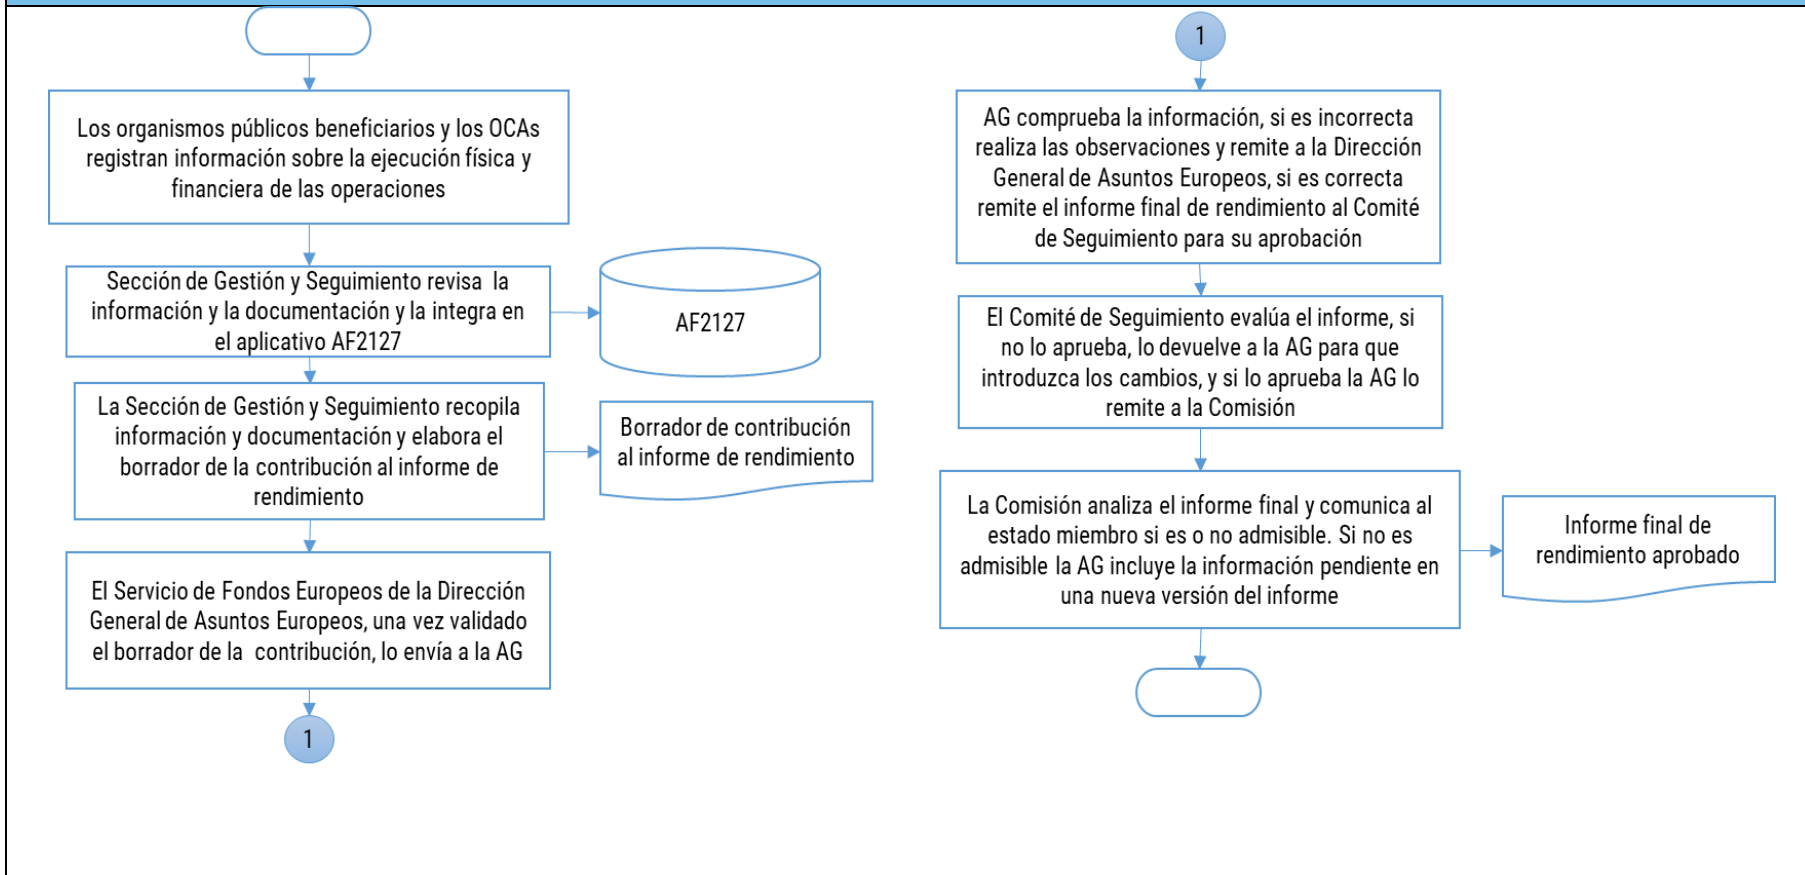 Los organismos públicos beneficiarios y los OCAs
registran información sobre la ejecución física y
financiera de las operaciones
Sección de Gestión y Seguimiento revisa la
información y la documentación y la integra en
el aplicativo AF2127
AF2127
La Sección de Gestión y Seguimiento recopila
información y documentación y elabora el
borrador de la contribución al informe de
rendimiento
Borrador de contribución
al informe de rendimiento
El Servicio de Fondos Europeos de la Dirección
General de Asuntos Europeos, una vez validado
el borrador de la contribución, lo envía a la AG
1
1
AG comprueba la información, si es incorrecta
realiza las observaciones y remite a la Dirección
General de Asuntos Europeos, si es correcta
remite el informe final de rendimiento al Comité
de Seguimiento para su aprobación
El Comité de Seguimiento evalúa el informe, si
no lo aprueba, lo devuelve a la AG para que
introduzca los cambios, y si lo aprueba la AG lo
remite a la Comisión
La Comisión analiza el informe final y comunica al
estado miembro si es o no admisible. Si no es
admisible la AG incluye la información pendiente en
una nueva versión del informe
Informe final de
rendimiento aprobado